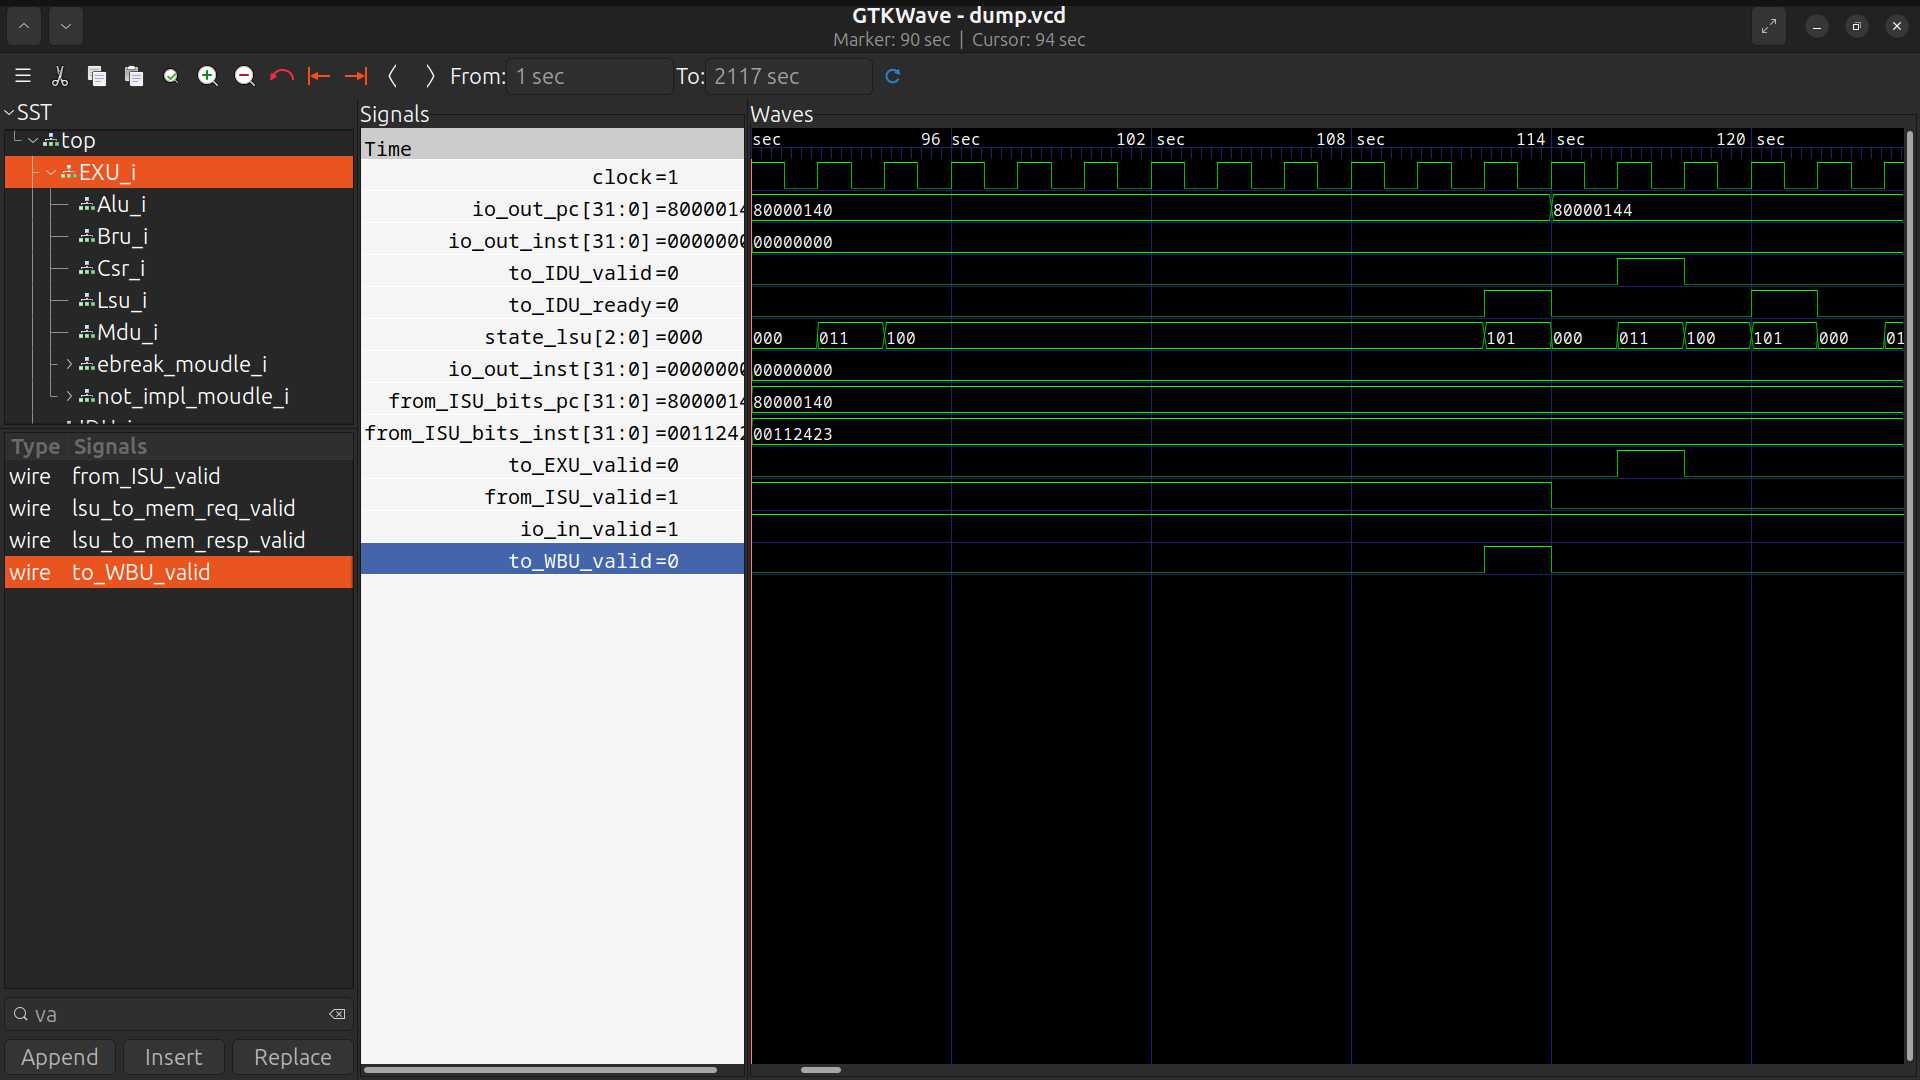 GTKWave - dump.vcd
Marker: 90 sec | Cursor: 94 sec
From: 1 sec To: 2117 sec
SST
top
EXU_i
Alu_i
Bru_i
Csr_i
Lsu_i
Mdu_i
ebreak_moudle_i
not_impl_moudle_i
Type Signals
wire from_ISU_valid
wire lsu_to_mem_req_valid
wire lsu_to_mem_resp_valid
wire to_WBU_valid
va
Append Insert Replace
Signals
Time
clock=1
io_out_pc[31:0]=8000014
io_out_inst[31:0]=0000000
to_IDU_valid=0
to_IDU_ready=0
state_lsu[2:0]=000
io_out_inst[31:0]=0000000
from_ISU_bits_pc[31:0]=8000014
from_ISU_bits_inst[31:0]=0011242
to_EXU_valid=0
from_ISU_valid=1
io_in_valid=1
to_WBU_valid=0
Waves
sec 96 sec 102 sec 108 sec 114 sec 120 sec
80000140 80000144
00000000
000 011 100 101 000 011 100 101 000 01
00000000
80000140
00112423